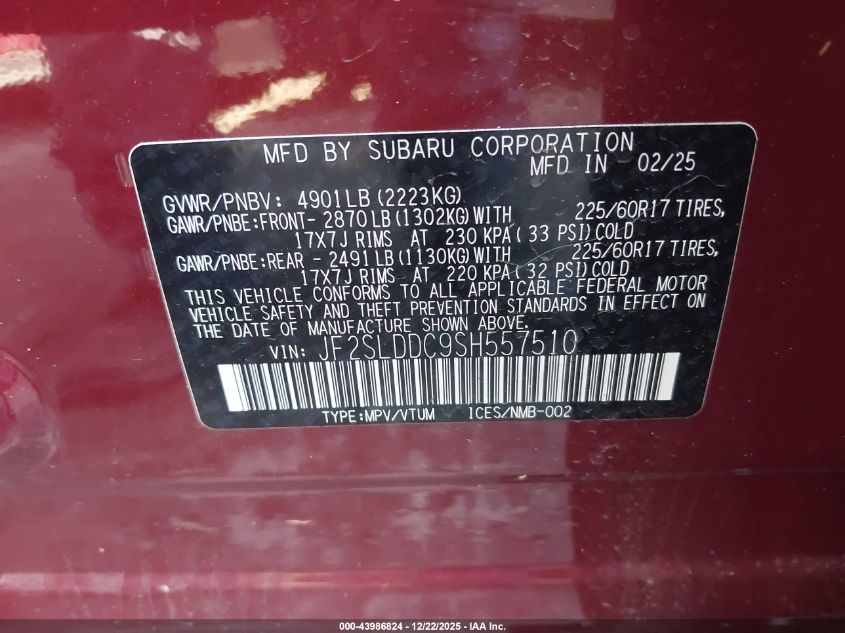 MFD BY SUBARU CORPORATION
MFD IN 02/25
GVWR/PNBV: 4901LB(2223KG)
GAWR/PNBE:FRONT- 2870LB(1302KG)WITH 225/60R17 TIRES,
17X7J RIMS AT 230 KPA( 33 PSI)COLD
GAWR/PNBE:REAR - 2491LB(1130KG)WITH 225/60R17 TIRES,
17X7J RIMS AT 220 KPA( 32 PSI)COLD
THIS VEHICLE CONFORMS TO ALL APPLICABLE FEDERAL MOTOR
VEHICLE SAFETY AND THEFT PREVENTION STANDARDS IN EFFECT ON
THE DATE OF MANUFACTURE SHOWN ABOVE.
VIN: JF2SLDDC9SH557510
TYPE:MPV/VTUM ICES/NMB-002
000-43986824 - 12/22/2025 - IAA Inc.